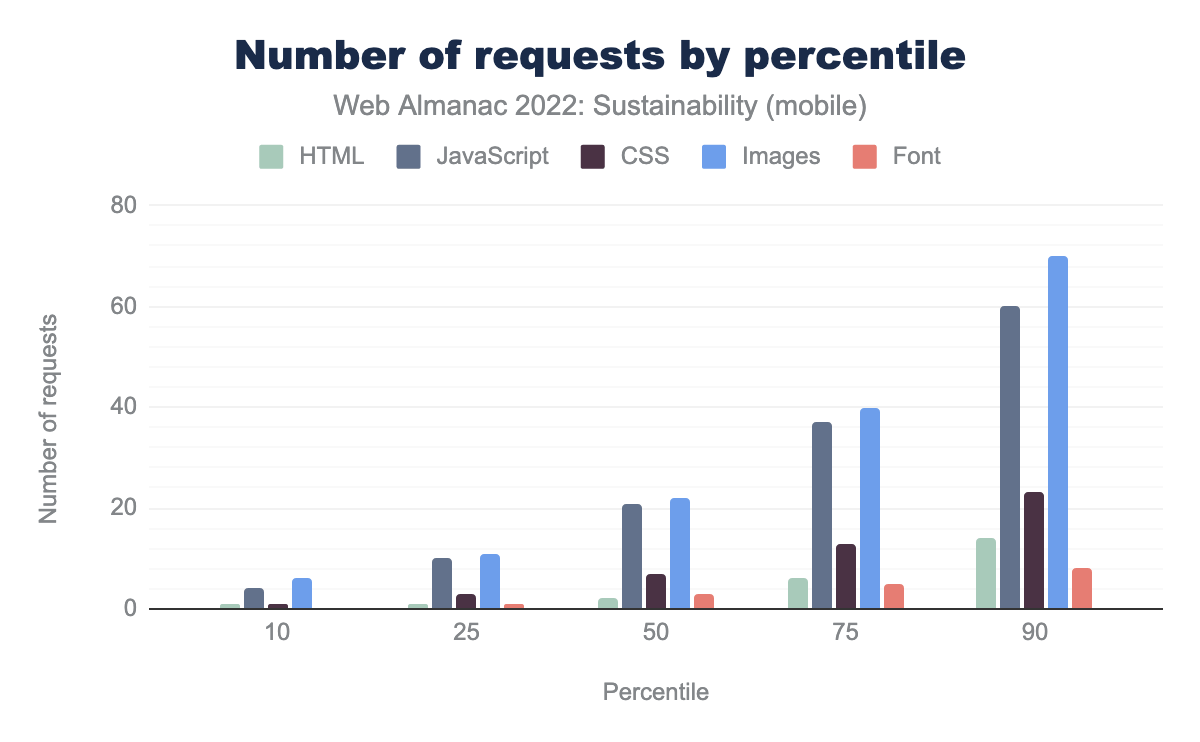 Number of requests by percentile
Web Almanac 2022: Sustainability (mobile)
HTML JavaScript CSS Images Font
80
60
40
20
0
Number of requests
10 25 50 75 90
Percentile